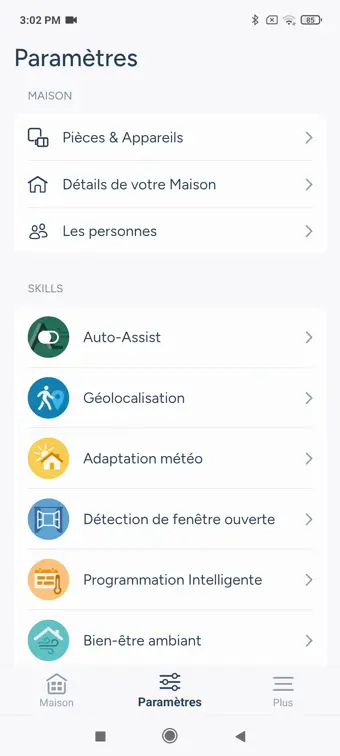 3:02 PM
85
Paramètres
MAISON
Pièces & Appareils
Détails de votre Maison
Les personnes
SKILLS
Auto-Assist
Géolocalisation
Adaptation météo
Détection de fenêtre ouverte
Programmation Intelligente
Bien-être ambiant
Maison
Paramètres
Plus